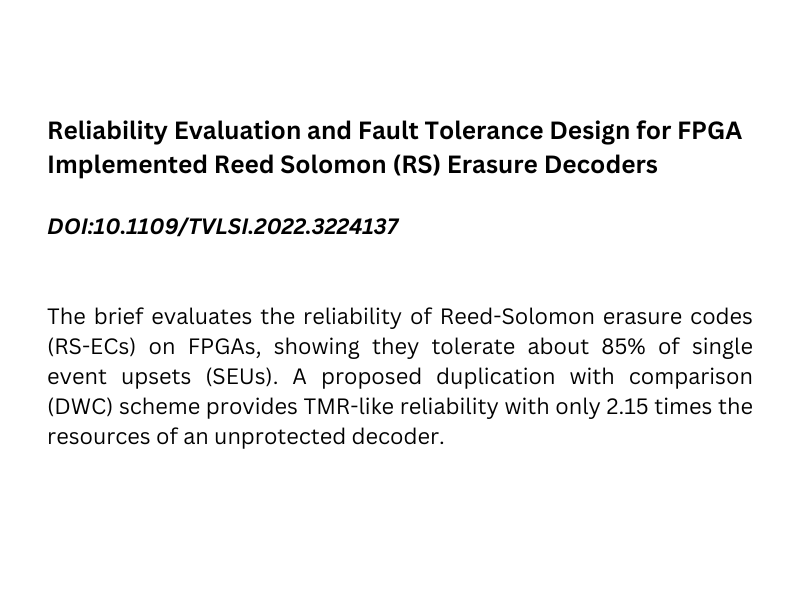 Reliability Evaluation and Fault Tolerance Design for FPGA
Implemented Reed Solomon (RS) Erasure Decoders
DOI:10.1109/TVLSI.2022.3224137
The brief evaluates the reliability of Reed-Solomon erasure codes
(RS-ECs) on FPGAs, showing they tolerate about 85% of single
event upsets (SEUs). A proposed duplication with comparison
(DWC) scheme provides TMR-like reliability with only 2.15 times the
resources of an unprotected decoder.